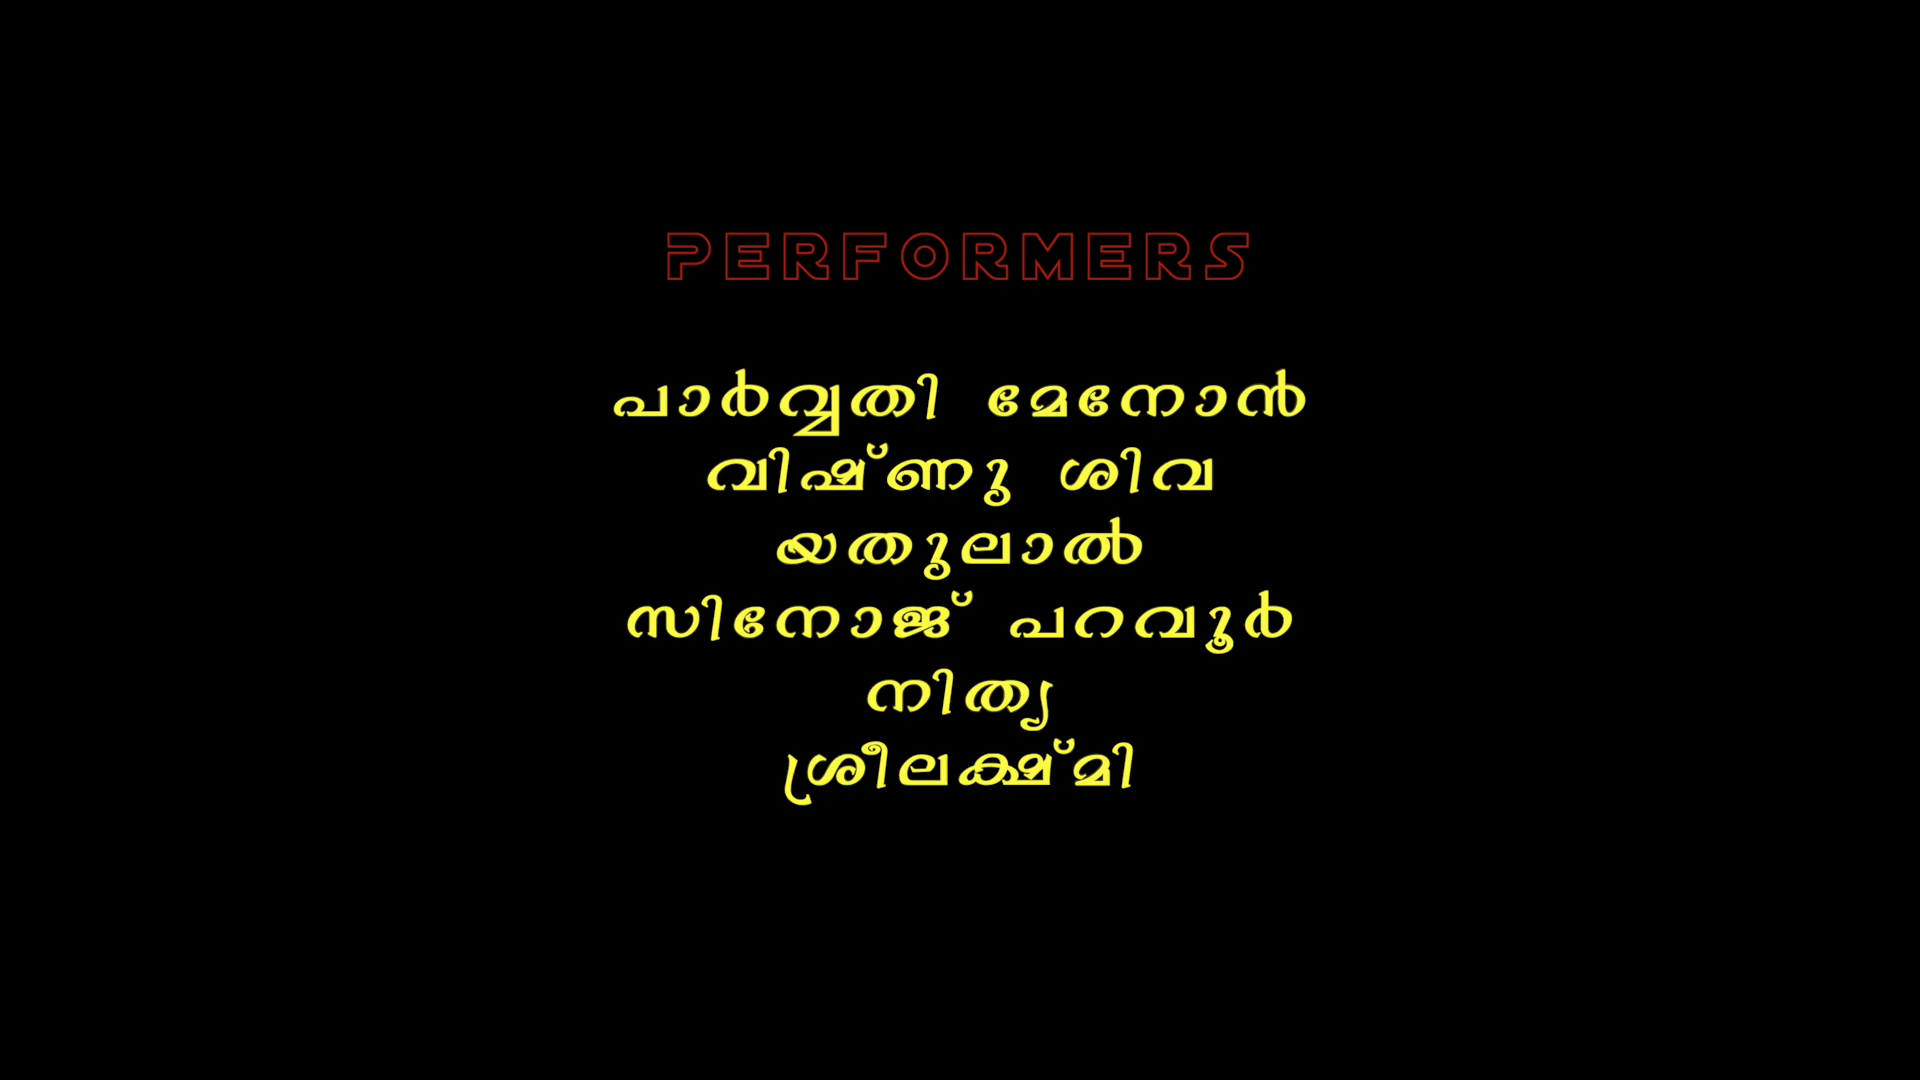 PERFORMERS
പാർവ്വതി മേനോൻ
വിഷ്ണു ശിവ
യതുലാൽ
സിനോജ് പറവൂർ
നിത്യ
ശ്രീലക്ഷ്മി